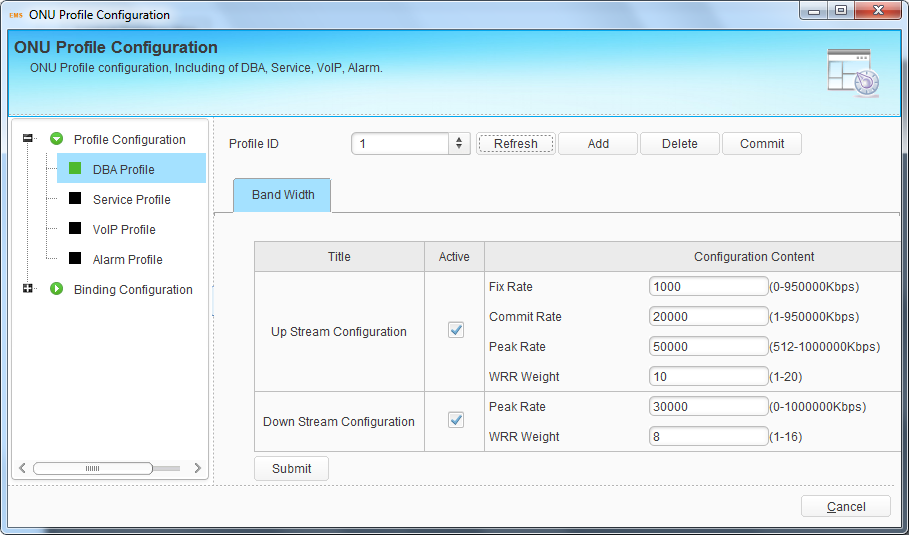 EMS ONU Profile Configuration
ONU Profile Configuration
ONU Profile configuration, Including of DBA, Service, VoIP, Alarm.
Profile Configuration
DBA Profile
Service Profile
VoIP Profile
Alarm Profile
Binding Configuration
Profile ID 1 Refresh Add Delete Commit
Band Width
Title Active Configuration Content
Up Stream Configuration
Fix Rate 1000 (0-950000Kbps)
Commit Rate 20000 (1-950000Kbps)
Peak Rate 50000 (512-1000000Kbps)
WRR Weight 10 (1-20)
Down Stream Configuration
Peak Rate 30000 (0-1000000Kbps)
WRR Weight 8 (1-16)
Submit
Cancel